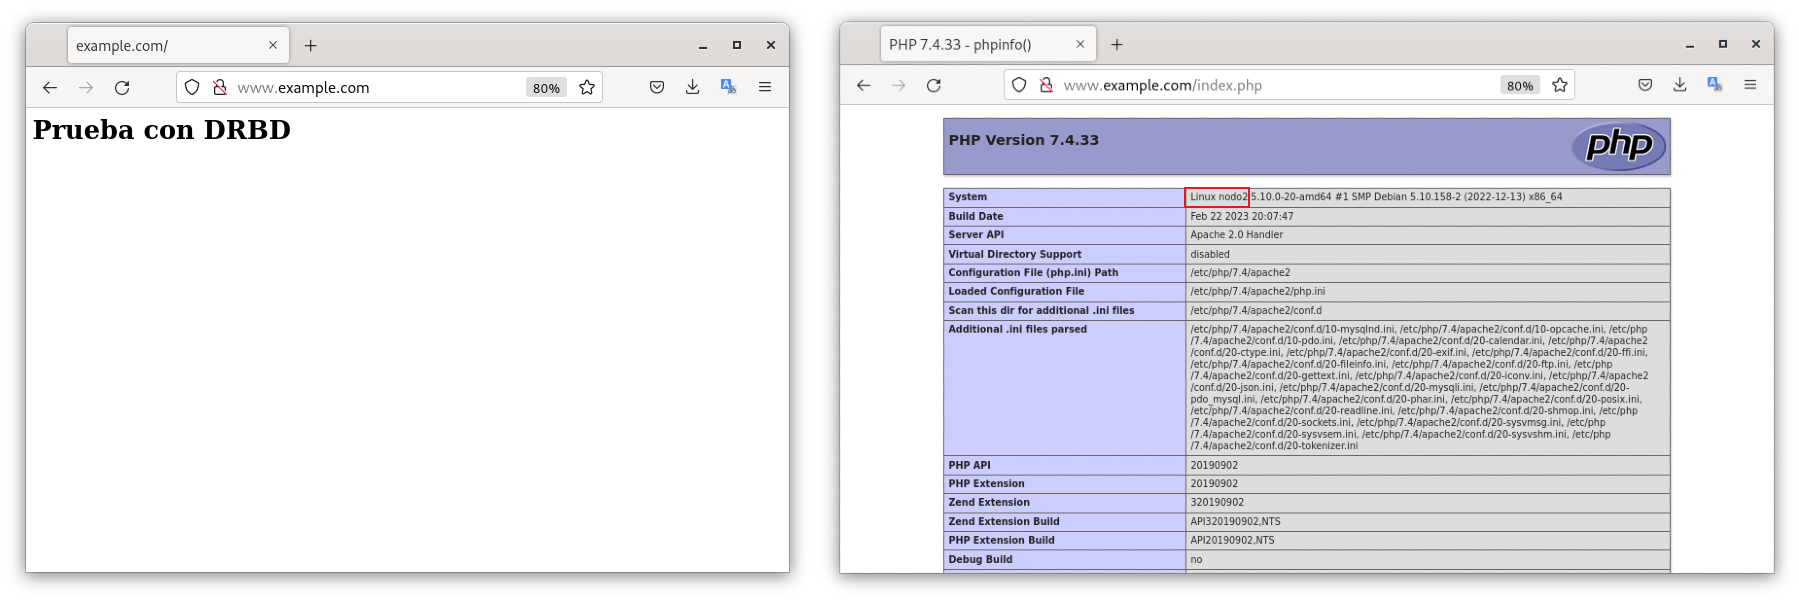 example.com/
www.example.com
80%
Prueba con DRBD
PHP 7.4.33 - phpinfo()
www.example.com/index.php
80%
PHP Version 7.4.33
php
System Linux nodo2 5.10.0-20-amd64 #1 SMP Debian 5.10.158-2 (2022-12-13) x86_64
Build Date Feb 22 2023 20:07:47
Server API Apache 2.0 Handler
Virtual Directory Support disabled
Configuration File (php.ini) Path /etc/php/7.4/apache2
Loaded Configuration File /etc/php/7.4/apache2/php.ini
Scan this dir for additional .ini files /etc/php/7.4/apache2/conf.d
Additional .ini files parsed /etc/php/7.4/apache2/conf.d/10-mysqlnd.ini, /etc/php/7.4/apache2/conf.d/10-opcache.ini, /etc/php
/7.4/apache2/conf.d/10-pdo.ini, /etc/php/7.4/apache2/conf.d/20-calendar.ini, /etc/php/7.4/apache2
/conf.d/20-ctype.ini, /etc/php/7.4/apache2/conf.d/20-exif.ini, /etc/php/7.4/apache2/conf.d/20-ffi.ini,
/etc/php/7.4/apache2/conf.d/20-fileinfo.ini, /etc/php/7.4/apache2/conf.d/20-ftp.ini, /etc/php
/7.4/apache2/conf.d/20-gettext.ini, /etc/php/7.4/apache2/conf.d/20-iconv.ini, /etc/php/7.4/apache2
/conf.d/20-json.ini, /etc/php/7.4/apache2/conf.d/20-mysqli.ini, /etc/php/7.4/apache2/conf.d/20-
pdo_mysql.ini, /etc/php/7.4/apache2/conf.d/20-phar.ini, /etc/php/7.4/apache2/conf.d/20-posix.ini,
/etc/php/7.4/apache2/conf.d/20-readline.ini, /etc/php/7.4/apache2/conf.d/20-shmop.ini, /etc/php
/7.4/apache2/conf.d/20-sockets.ini, /etc/php/7.4/apache2/conf.d/20-sysvmsg.ini, /etc/php
/7.4/apache2/conf.d/20-sysvsem.ini, /etc/php/7.4/apache2/conf.d/20-sysvshm.ini, /etc/php
/7.4/apache2/conf.d/20-tokenizer.ini
PHP API 20190902
PHP Extension 20190902
Zend Extension 320190902
Zend Extension Build API320190902,NTS
PHP Extension Build API20190902,NTS
Debug Build no